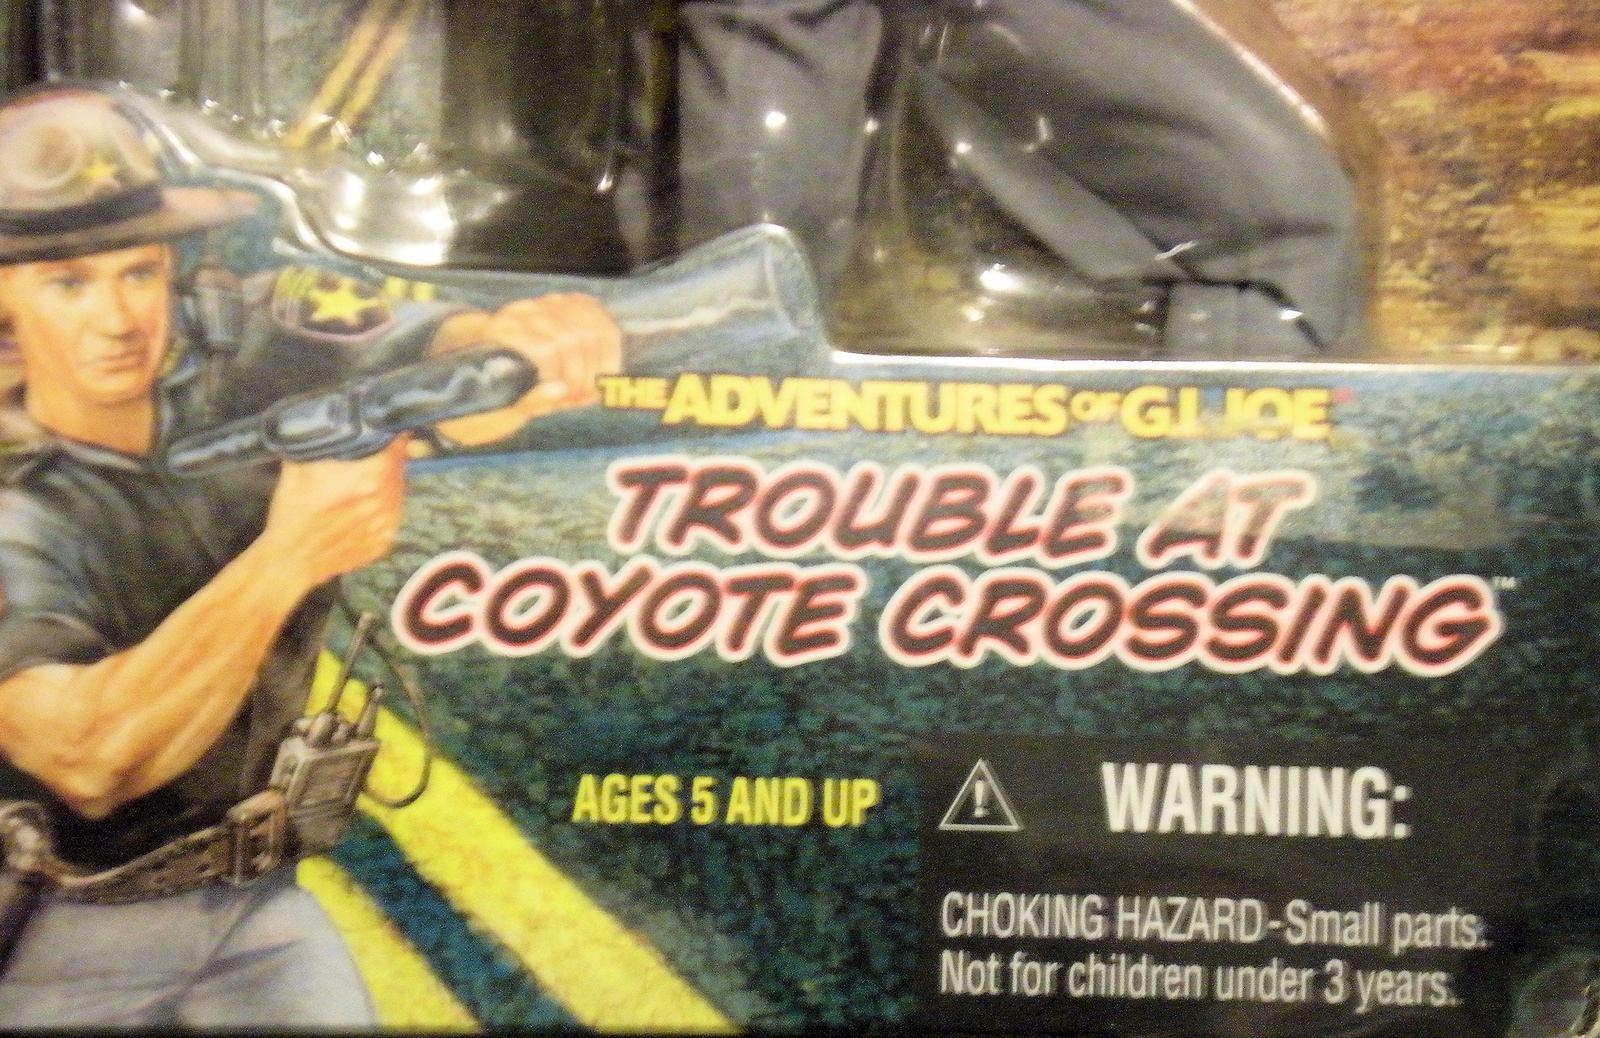 THE ADVENTURES OF G.I. JOE
TROUBLE AT
COYOTE CROSSING™
AGES 5 AND UP
WARNING:
CHOKING HAZARD-Small parts.
Not for children under 3 years.